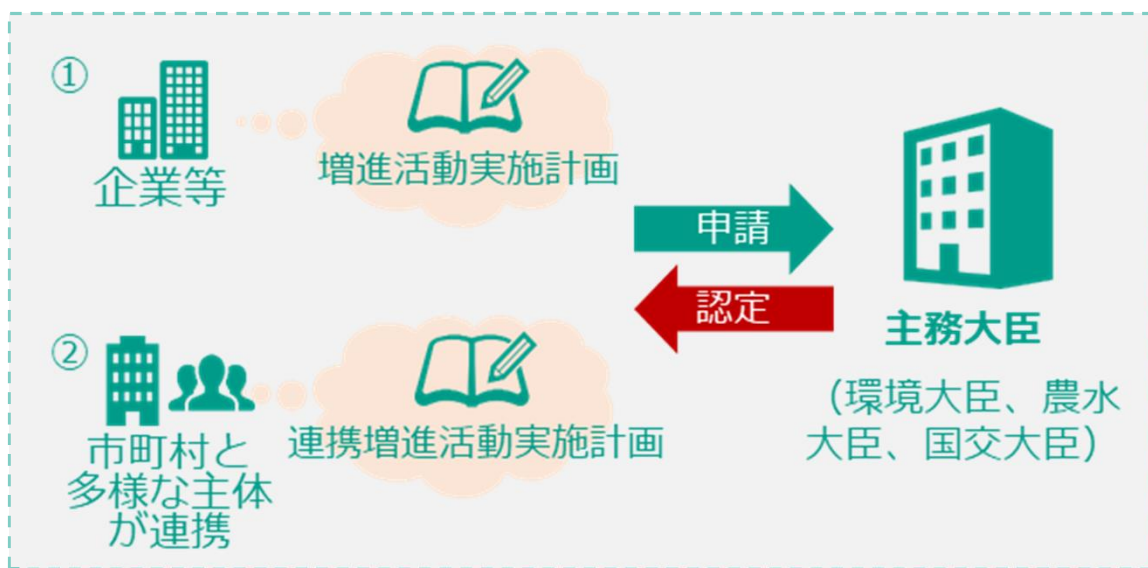 ①
企業等
増進活動実施計画
申請
認定
主務大臣
（環境大臣、農水
大臣、国交大臣）
②
市町村と
多様な主体
が連携
連携増進活動実施計画